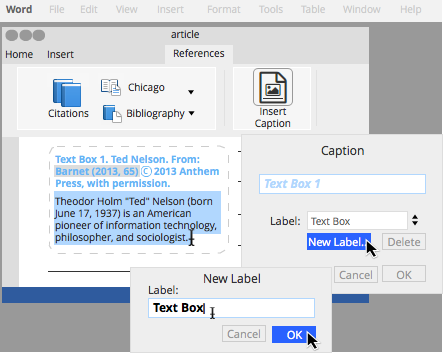 Word File Edit View Insert Format Tools Table Window Help
article
Home Insert References
Chicago
Citations Bibliography
Insert
Caption
Text Box 1. Ted Nelson. From:
Barnet (2013, 65) © 2013 Anthem
Press, with permission.
Theodor Holm "Ted" Nelson (born
June 17, 1937) is an American
pioneer of information technology,
philosopher, and sociologist.
Caption
Text Box 1
Label: Text Box
New Label... Delete
Cancel OK
New Label
Label:
Text Box
Cancel OK